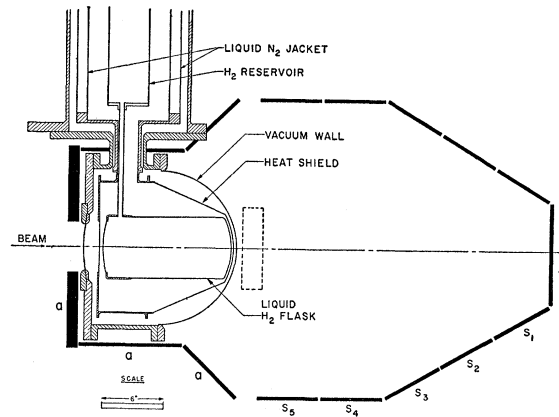 LIQUID N₂ JACKET
H₂ RESERVOIR
VACUUM WALL
HEAT SHIELD
BEAM
LIQUID
H₂ FLASK
a
a
a
SCALE
6"
S₁
S₂
S₃
S₅
S₄